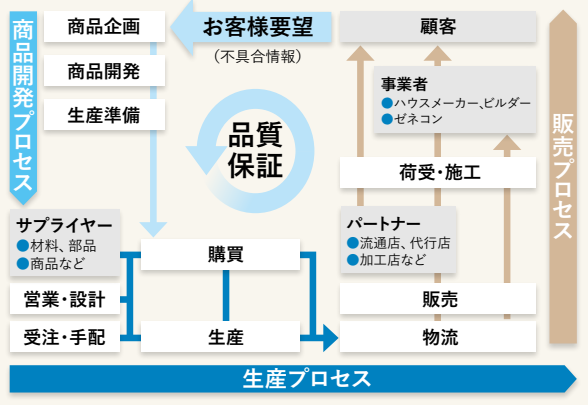 商品開発プロセス
商品企画
商品開発
生産準備
お客様要望
（不具合情報）
品質
保証
顧客
事業者
●ハウスメーカー、ビルダー
●ゼネコン
荷受・施工
販売プロセス
サプライヤー
●材料、部品
●商品など
購買
パートナー
●流通店、代行店
●加工店など
営業・設計
販売
受注・手配
生産
物流
生産プロセス